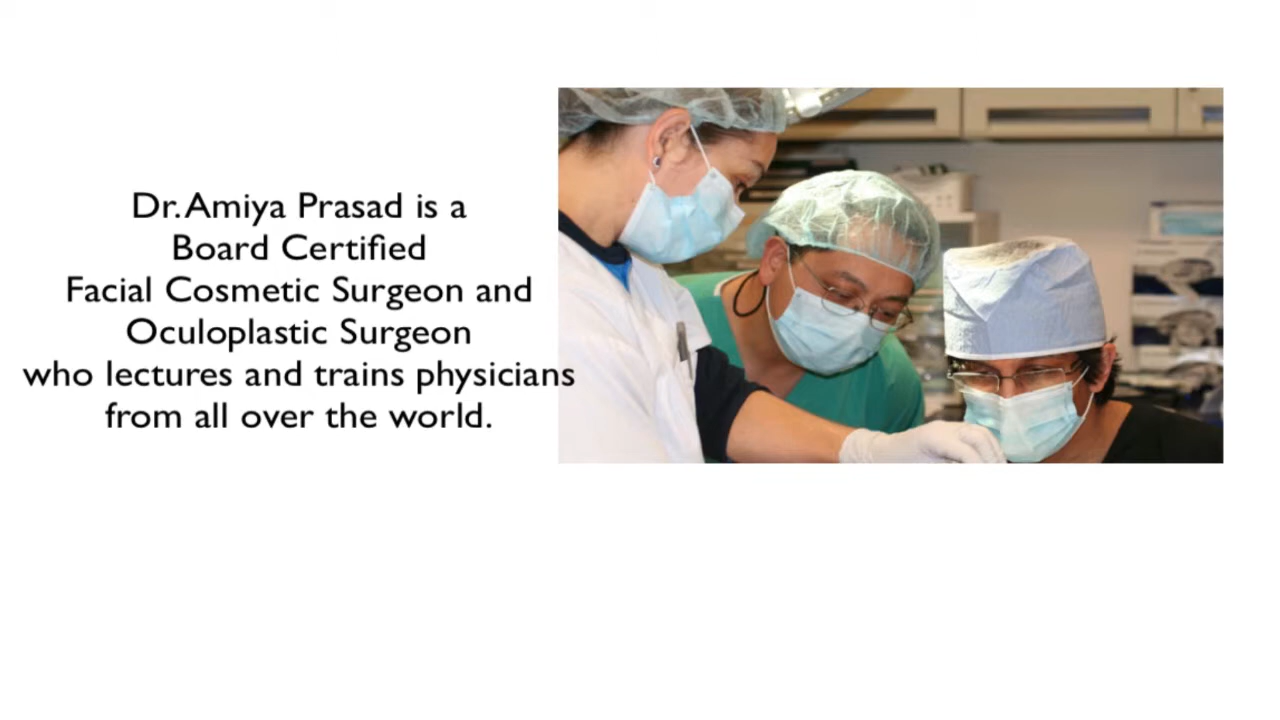 Dr. Amiya Prasad is a
Board Certified
Facial Cosmetic Surgeon and
Oculoplastic Surgeon
who lectures and trains physicians
from all over the world.